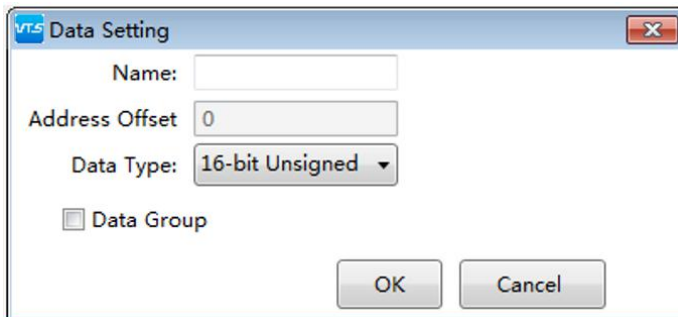 VTS Data Setting
Name:
Address Offset 0
Data Type: 16-bit Unsigned
Data Group
OK Cancel